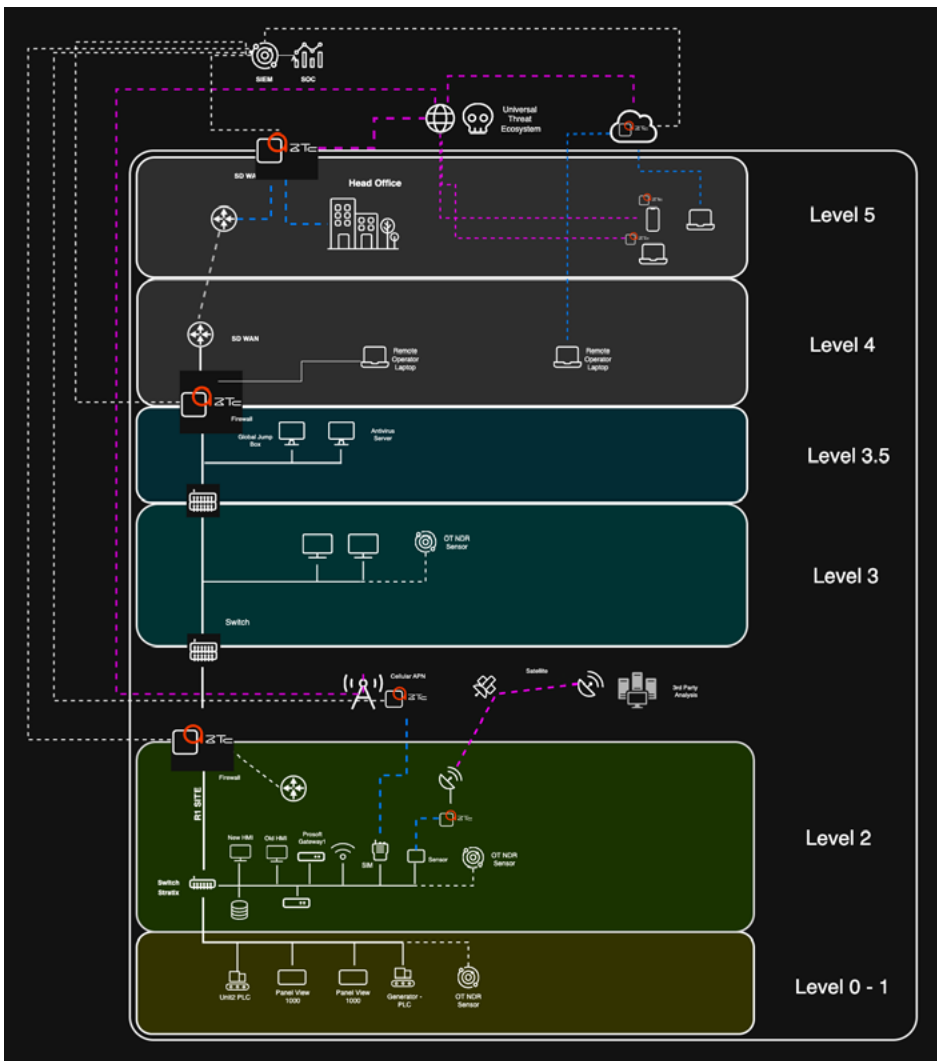 SIEM
SOC
Universal
Threat
Ecosystem
SD WA
Head Office
Level 5
SD WAN
Remote
Operator
Laptop
Remote
Operator
Laptop
Level 4
Firewall
Global Jump
Box
Antivirus
Server
Level 3.5
OT NDR
Sensor
Level 3
Switch
Cellular APN
Satellite
3rd Party
Analysis
Firewall
R1 SITE
New HMI
Old HMI
Prosoft
Gateway1
SIM
Sensor
OT NDR
Sensor
Level 2
Switch
Stratix
Unit2 PLC
Panel View
1000
Panel View
1000
Generator -
PLC
OT NDR
Sensor
Level 0 - 1